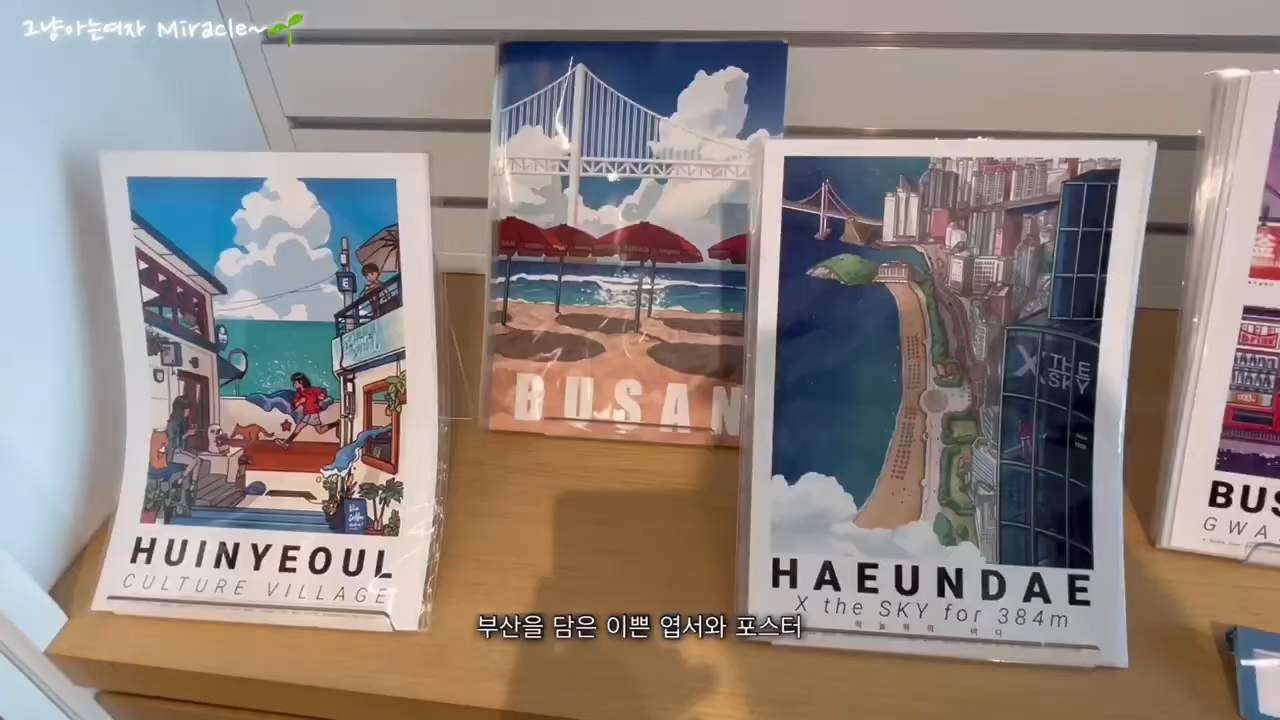 그냥아는여자 Miracle~
BUSAN
X THE
SKY
HUINYEOUL
CULTURE VILLAGE
HAEUNDAE
X the SKY for 384m
BUS
GWA
부산을 담은 이쁜 엽서와 포스터